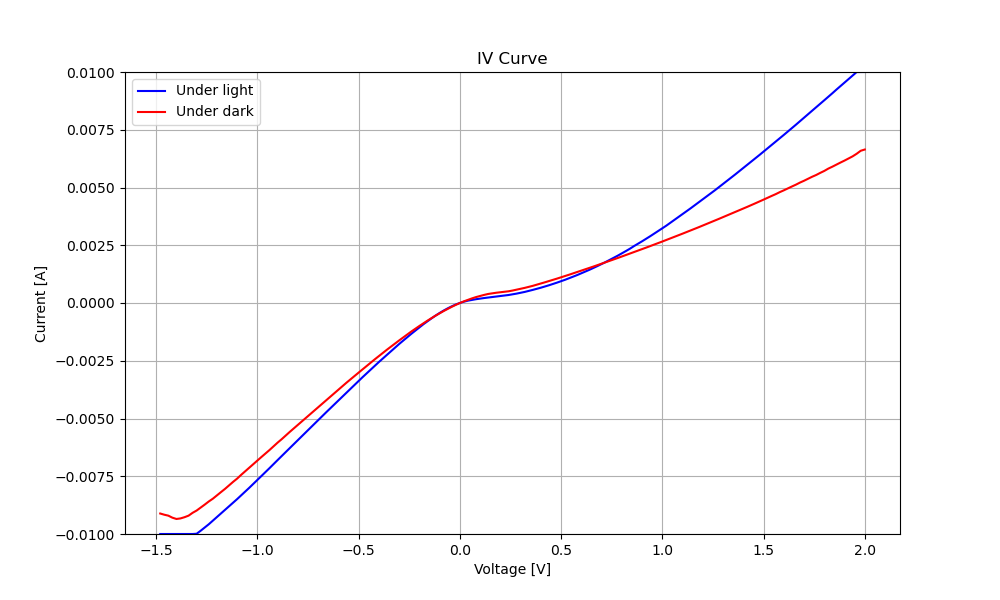 IV Curve
Under light
Under dark
0.0100
0.0075
0.0050
0.0025
0.0000
−0.0025
−0.0050
−0.0075
−0.0100
Current [A]
−1.5 −1.0 −0.5 0.0 0.5 1.0 1.5 2.0
Voltage [V]